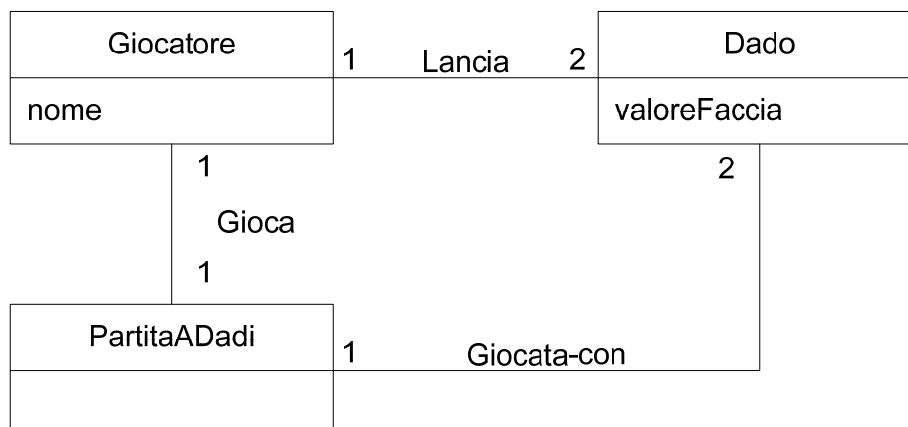 Giocatore
1
Lancia
2
Dado
nome
valoreFaccia
1
2
Gioca
1
PartitaADadi
1
Giocata-con